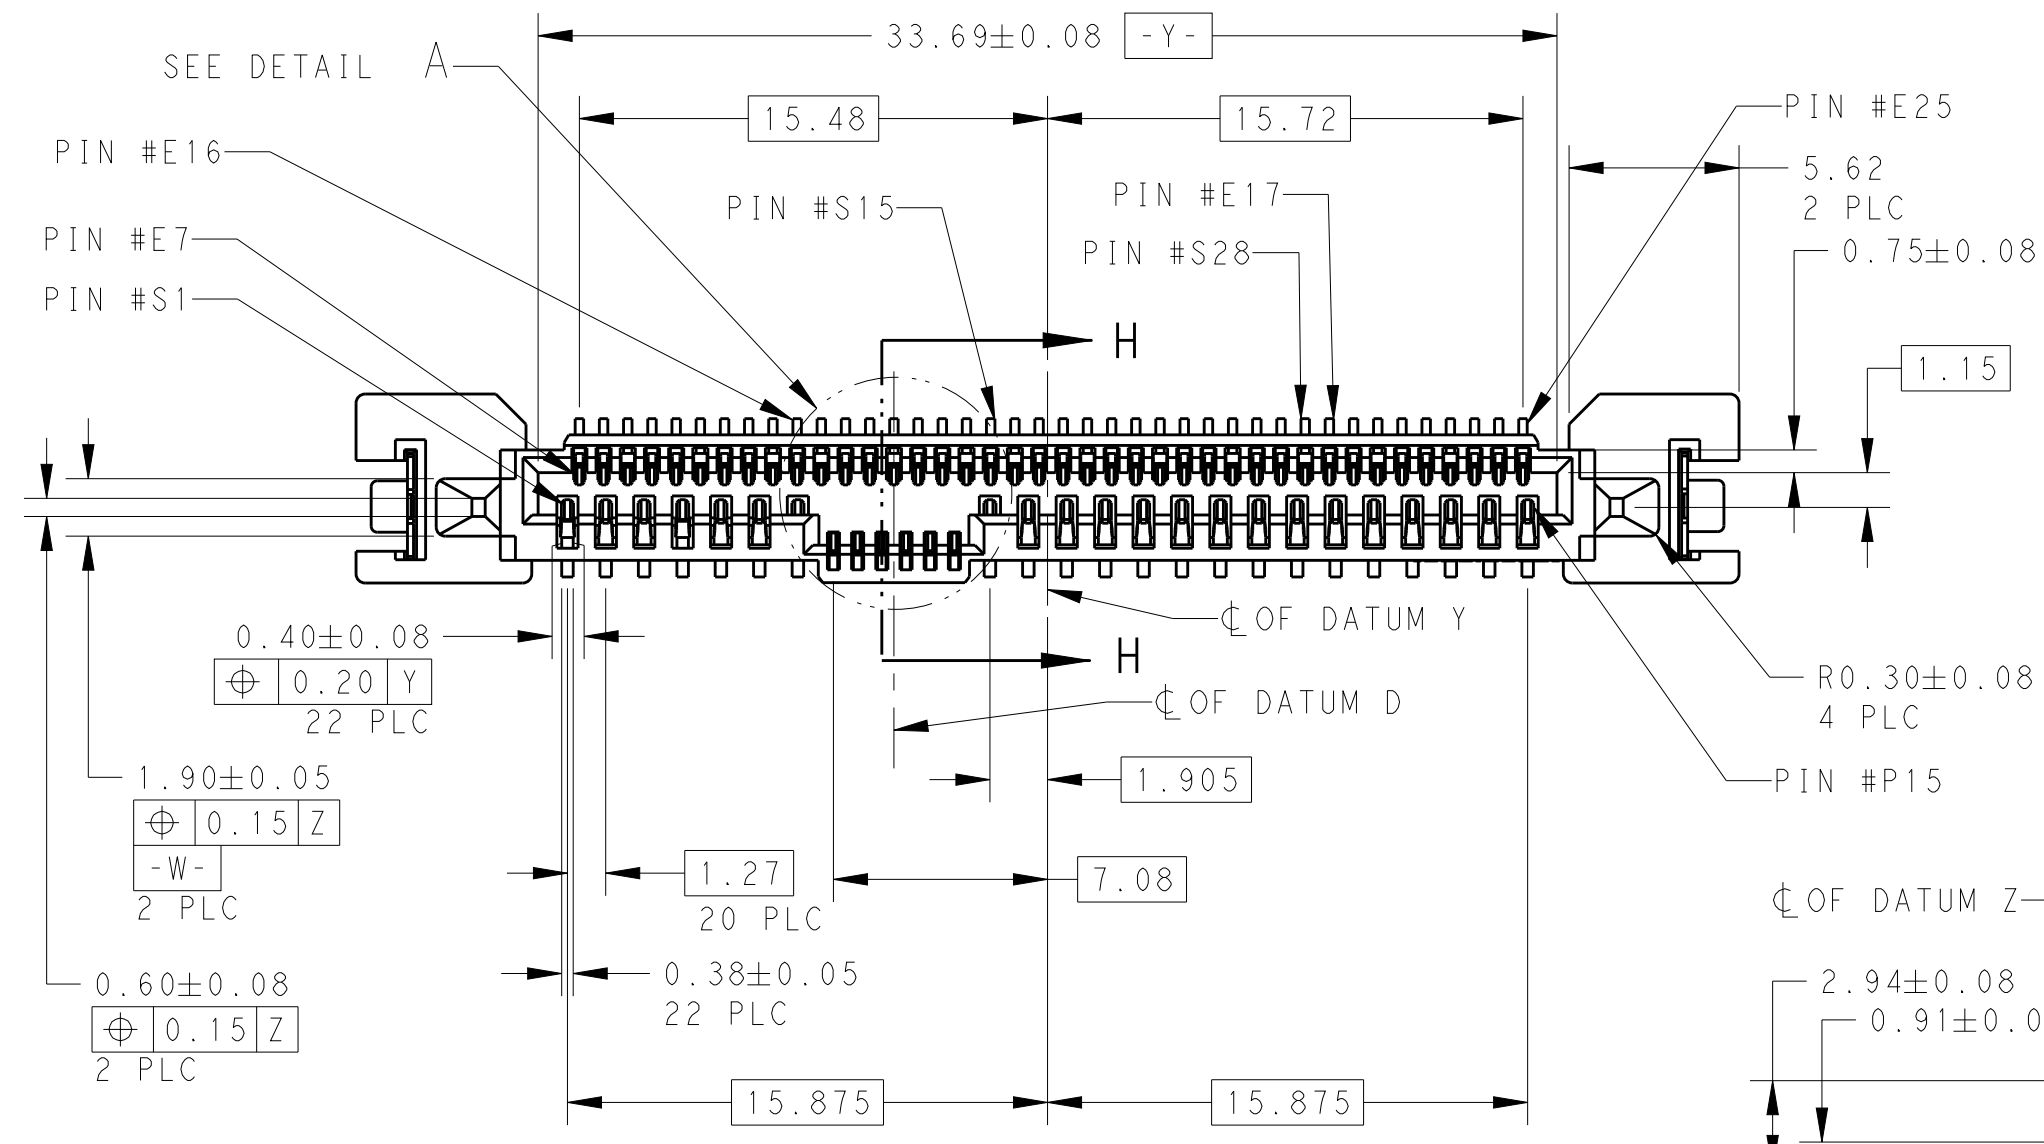 33.69±0.08 -Y-
SEE DETAIL A
15.48
15.72
PIN #E25
PIN #E16
5.62
2 PLC
PIN #S15
PIN #E17
PIN #E7
PIN #S28
0.75±0.08
PIN #S1
H
1.15
0.40±0.08
⌖ 0.20 Y
22 PLC
℄ OF DATUM Y
H
℄ OF DATUM D
R0.30±0.08
4 PLC
1.90±0.05
⌖ 0.15 Z
-W-
2 PLC
1.905
PIN #P15
1.27
20 PLC
7.08
℄ OF DATUM Z
0.60±0.08
⌖ 0.15 Z
2 PLC
0.38±0.05
22 PLC
2.94±0.08
0.91±0.0
15.875
15.875